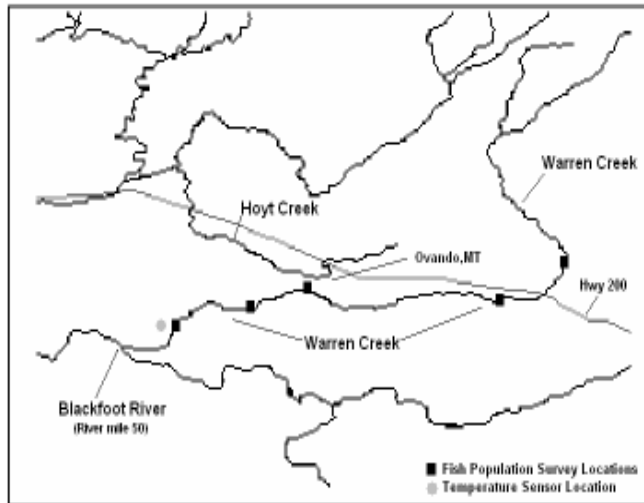 Warren Creek
Hoyt Creek
Ovando,MT
Hwy 200
Warren Creek
Blackfoot River
(River mile 50)
Fish Population Survey Locations
Temperature Sensor Location